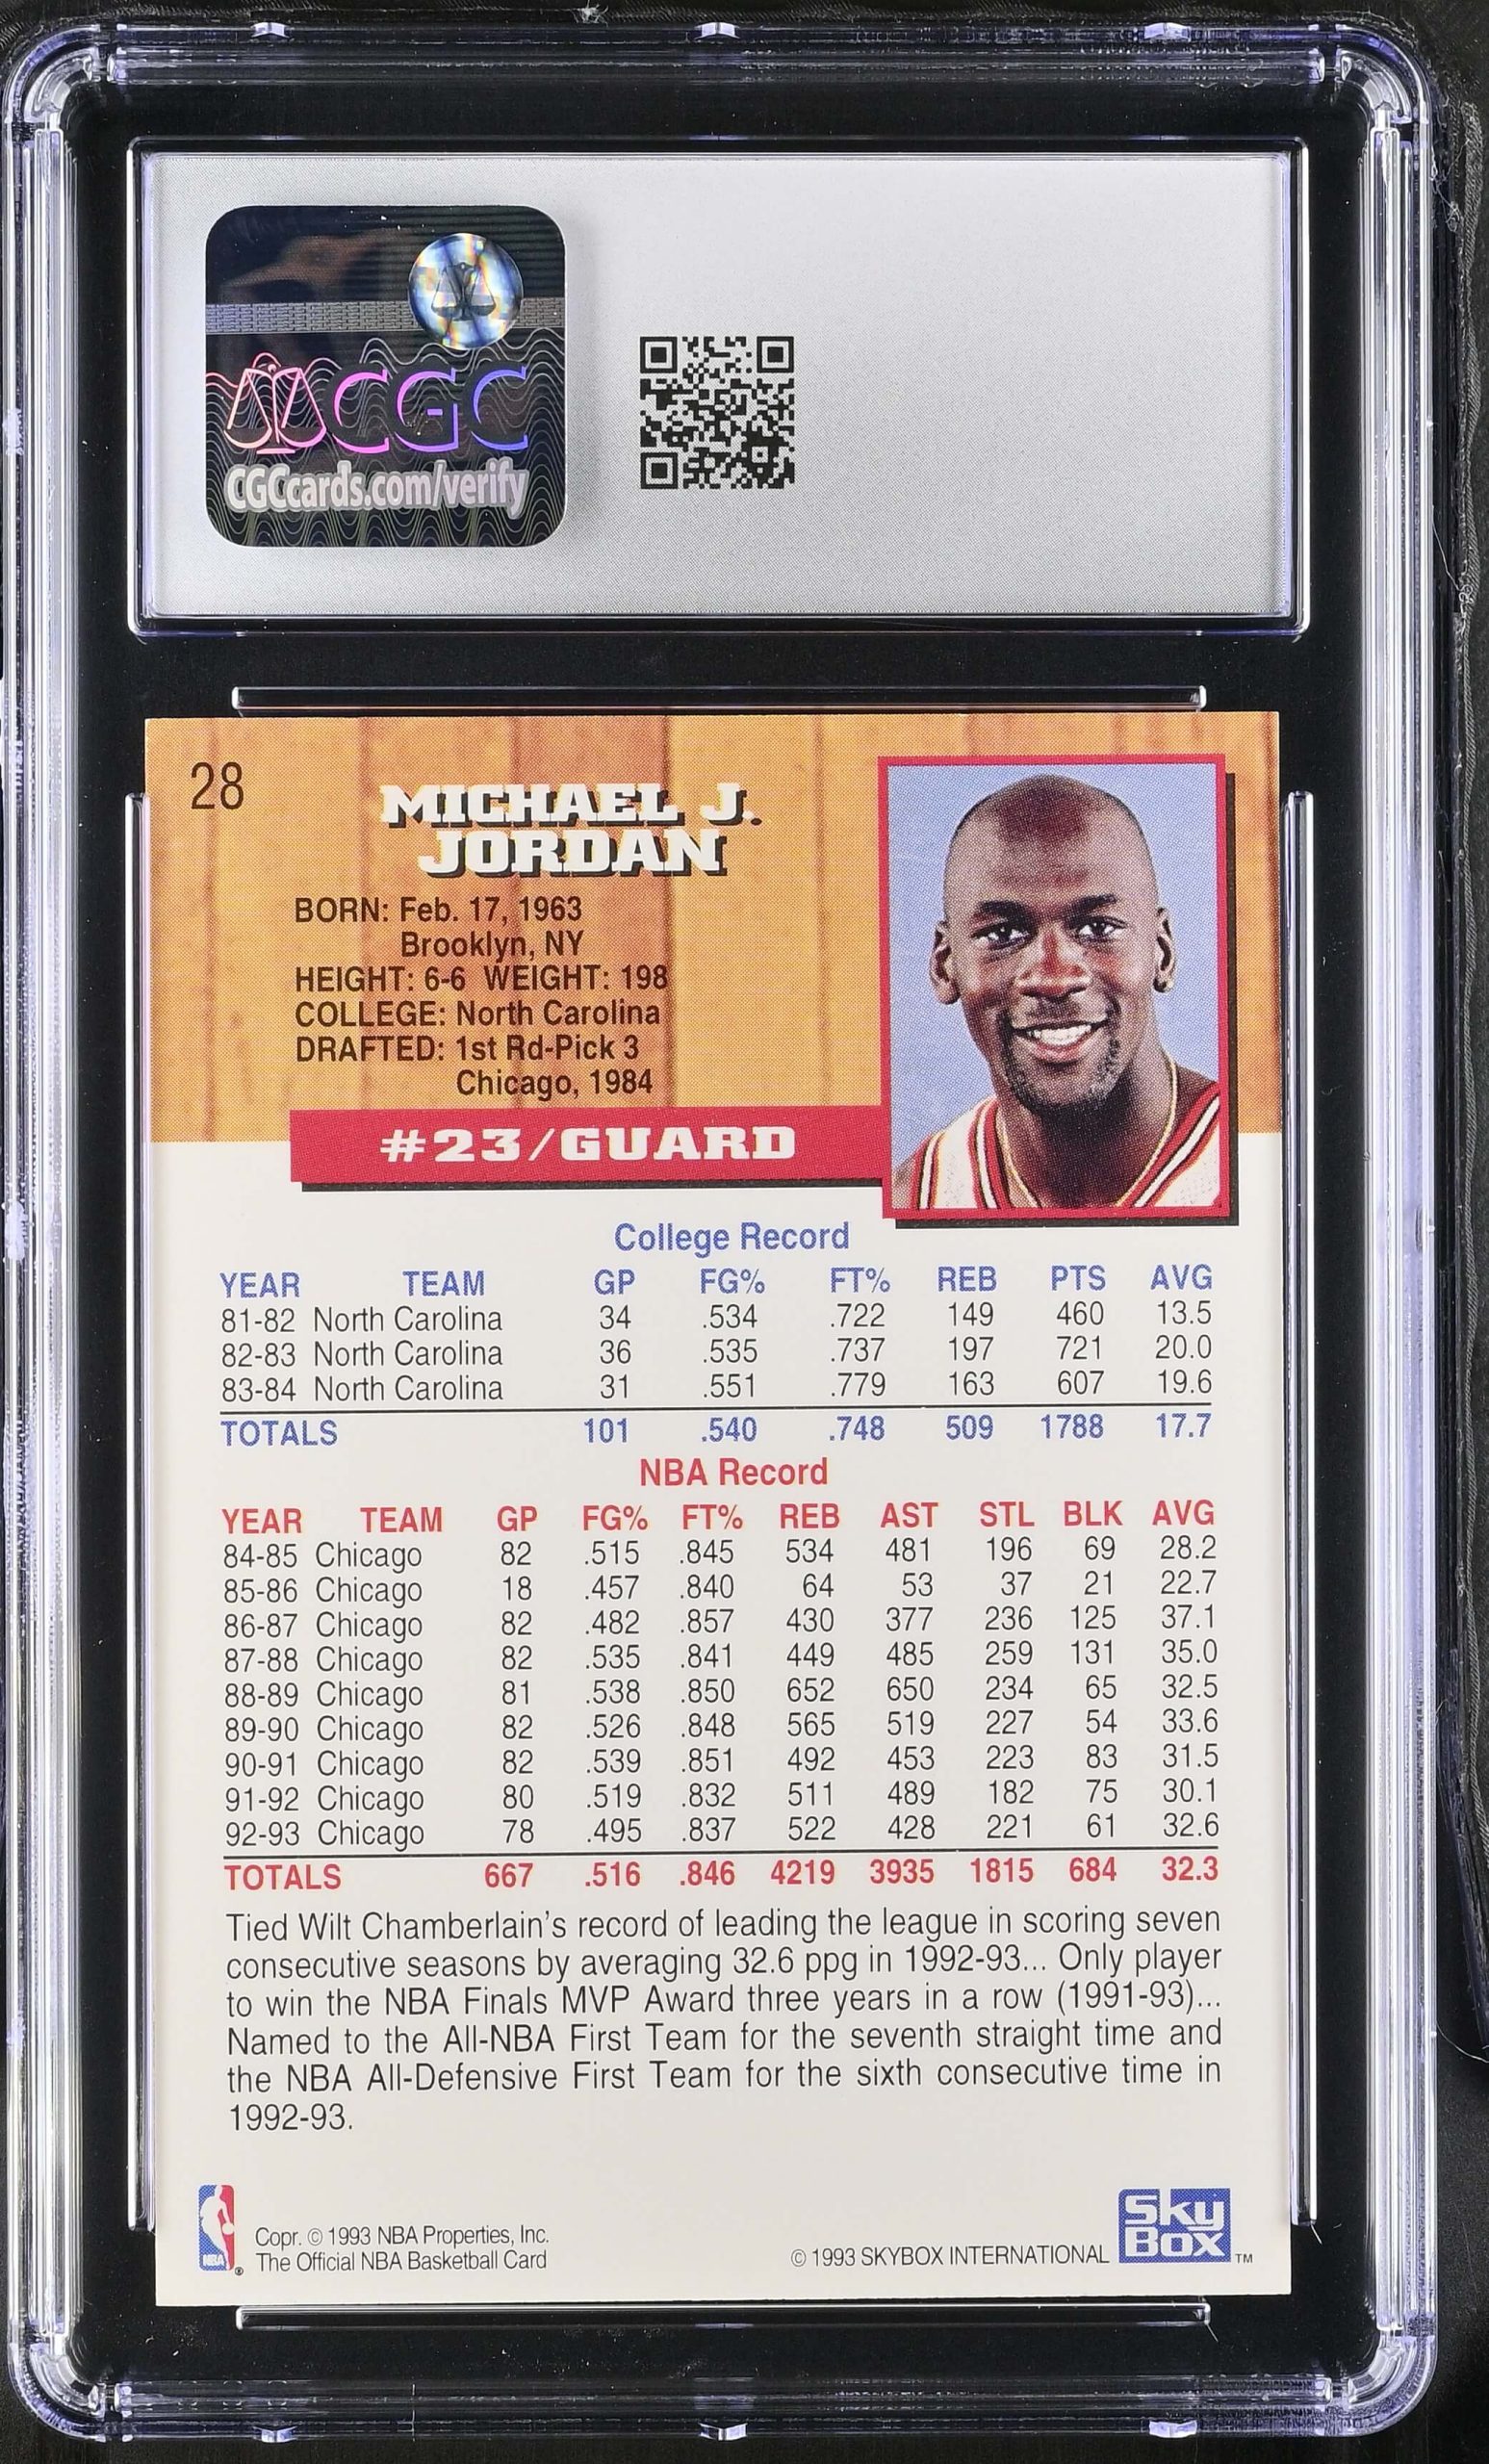 CGC
CGCcards.com/verify
28
MICHAEL J.
JORDAN
BORN: Feb. 17, 1963
Brooklyn, NY
HEIGHT: 6-6 WEIGHT: 198
COLLEGE: North Carolina
DRAFTED: 1st Rd-Pick 3
Chicago, 1984
#23/GUARD
College Record
YEAR TEAM GP FG% FT% REB PTS AVG
81-82 North Carolina 34 .534 .722 149 460 13.5
82-83 North Carolina 36 .535 .737 197 721 20.0
83-84 North Carolina 31 .551 .779 163 607 19.6
TOTALS 101 .540 .748 509 1788 17.7
NBA Record
YEAR TEAM GP FG% FT% REB AST STL BLK AVG
84-85 Chicago 82 .515 .845 534 481 196 69 28.2
85-86 Chicago 18 .457 .840 64 53 37 21 22.7
86-87 Chicago 82 .482 .857 430 377 236 125 37.1
87-88 Chicago 82 .535 .841 449 485 259 131 35.0
88-89 Chicago 81 .538 .850 652 650 234 65 32.5
89-90 Chicago 82 .526 .848 565 519 227 54 33.6
90-91 Chicago 82 .539 .851 492 453 223 83 31.5
91-92 Chicago 80 .519 .832 511 489 182 75 30.1
92-93 Chicago 78 .495 .837 522 428 221 61 32.6
TOTALS 667 .516 .846 4219 3935 1815 684 32.3
Tied Wilt Chamberlain's record of leading the league in scoring seven
consecutive seasons by averaging 32.6 ppg in 1992-93... Only player
to win the NBA Finals MVP Award three years in a row (1991-93)...
Named to the All-NBA First Team for the seventh straight time and
the NBA All-Defensive First Team for the sixth consecutive time in
1992-93.
NBA ®
Copr. © 1993 NBA Properties, Inc.
The Official NBA Basketball Card
© 1993 SKYBOX INTERNATIONAL
Sky
Box ™